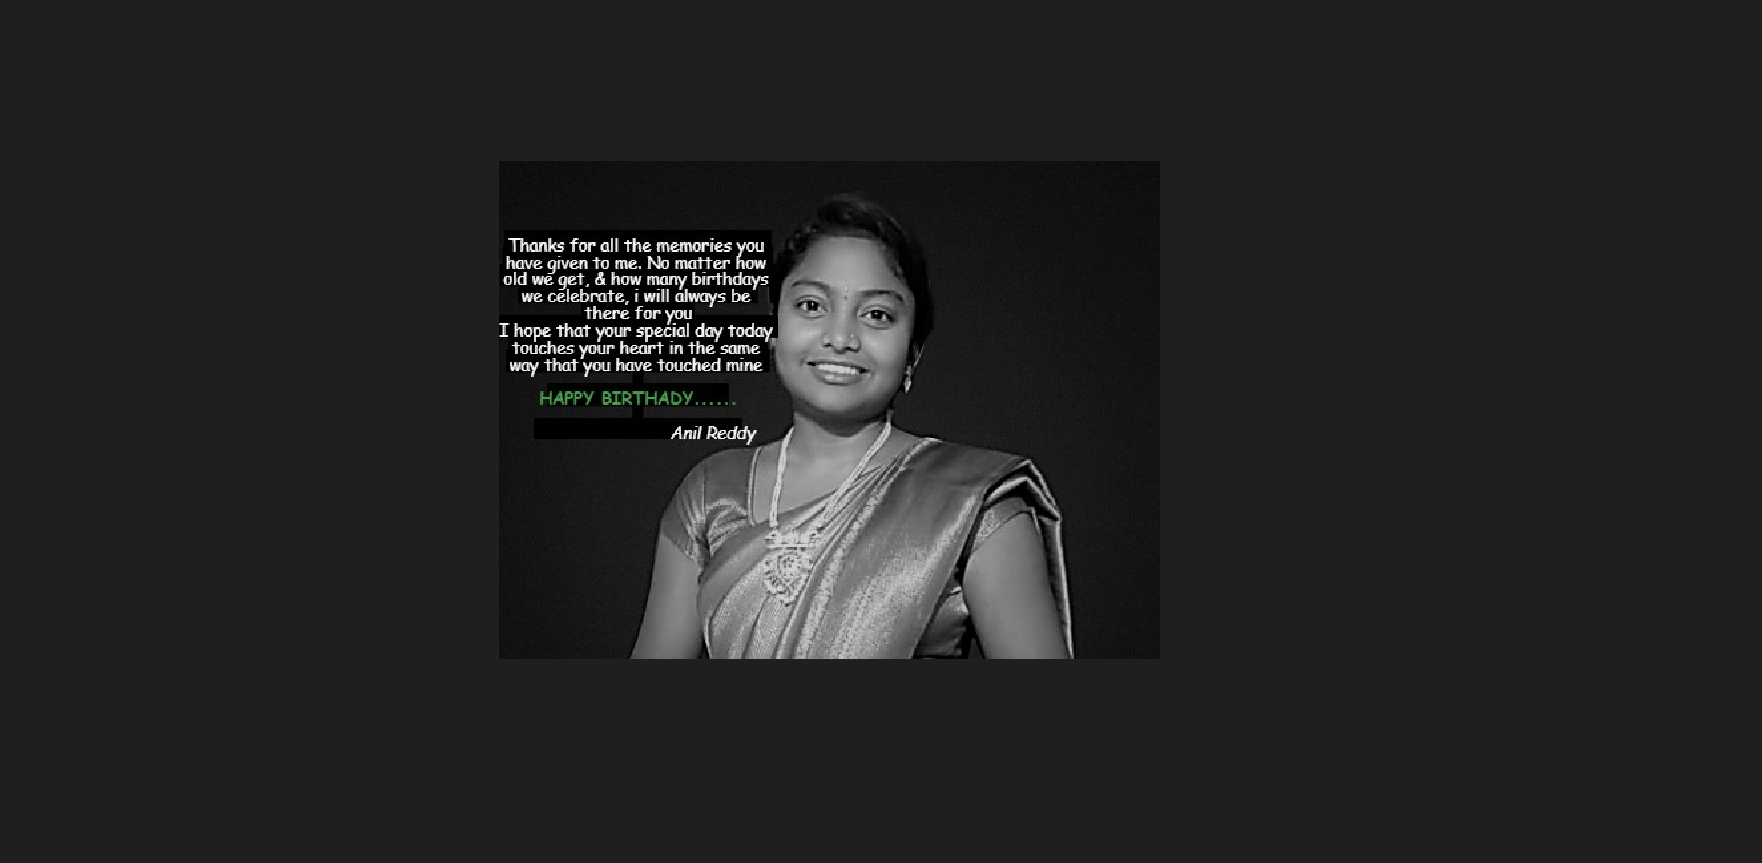 Thanks for all the memories you
have given to me. No matter how
old we get, & how many birthdays
we celebrate, i will always be
there for you
I hope that your special day today
touches your heart in the same
way that you have touched mine
HAPPY BIRTHADY......
Anil Reddy